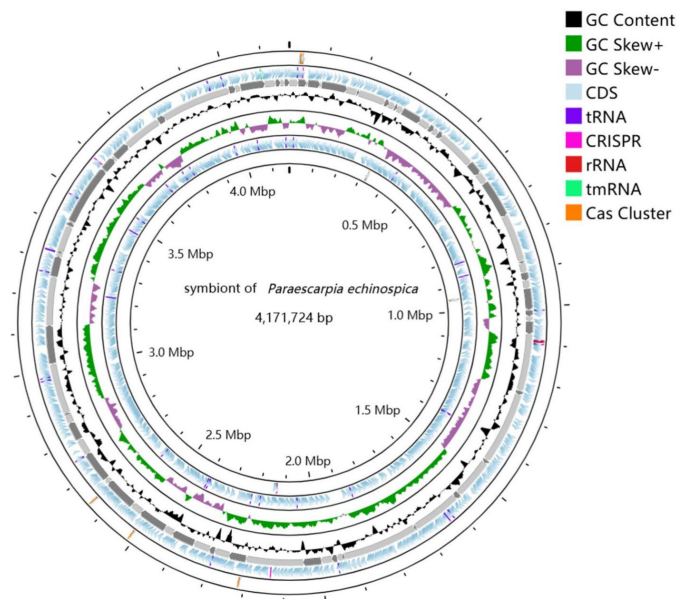 GC Content
GC Skew+
GC Skew-
CDS
tRNA
CRISPR
rRNA
tmRNA
Cas Cluster
4.0 Mbp
0.5 Mbp
3.5 Mbp
symbiont of Paraescarpia echinospica
4,171,724 bp
1.0 Mbp
3.0 Mbp
1.5 Mbp
2.5 Mbp
2.0 Mbp